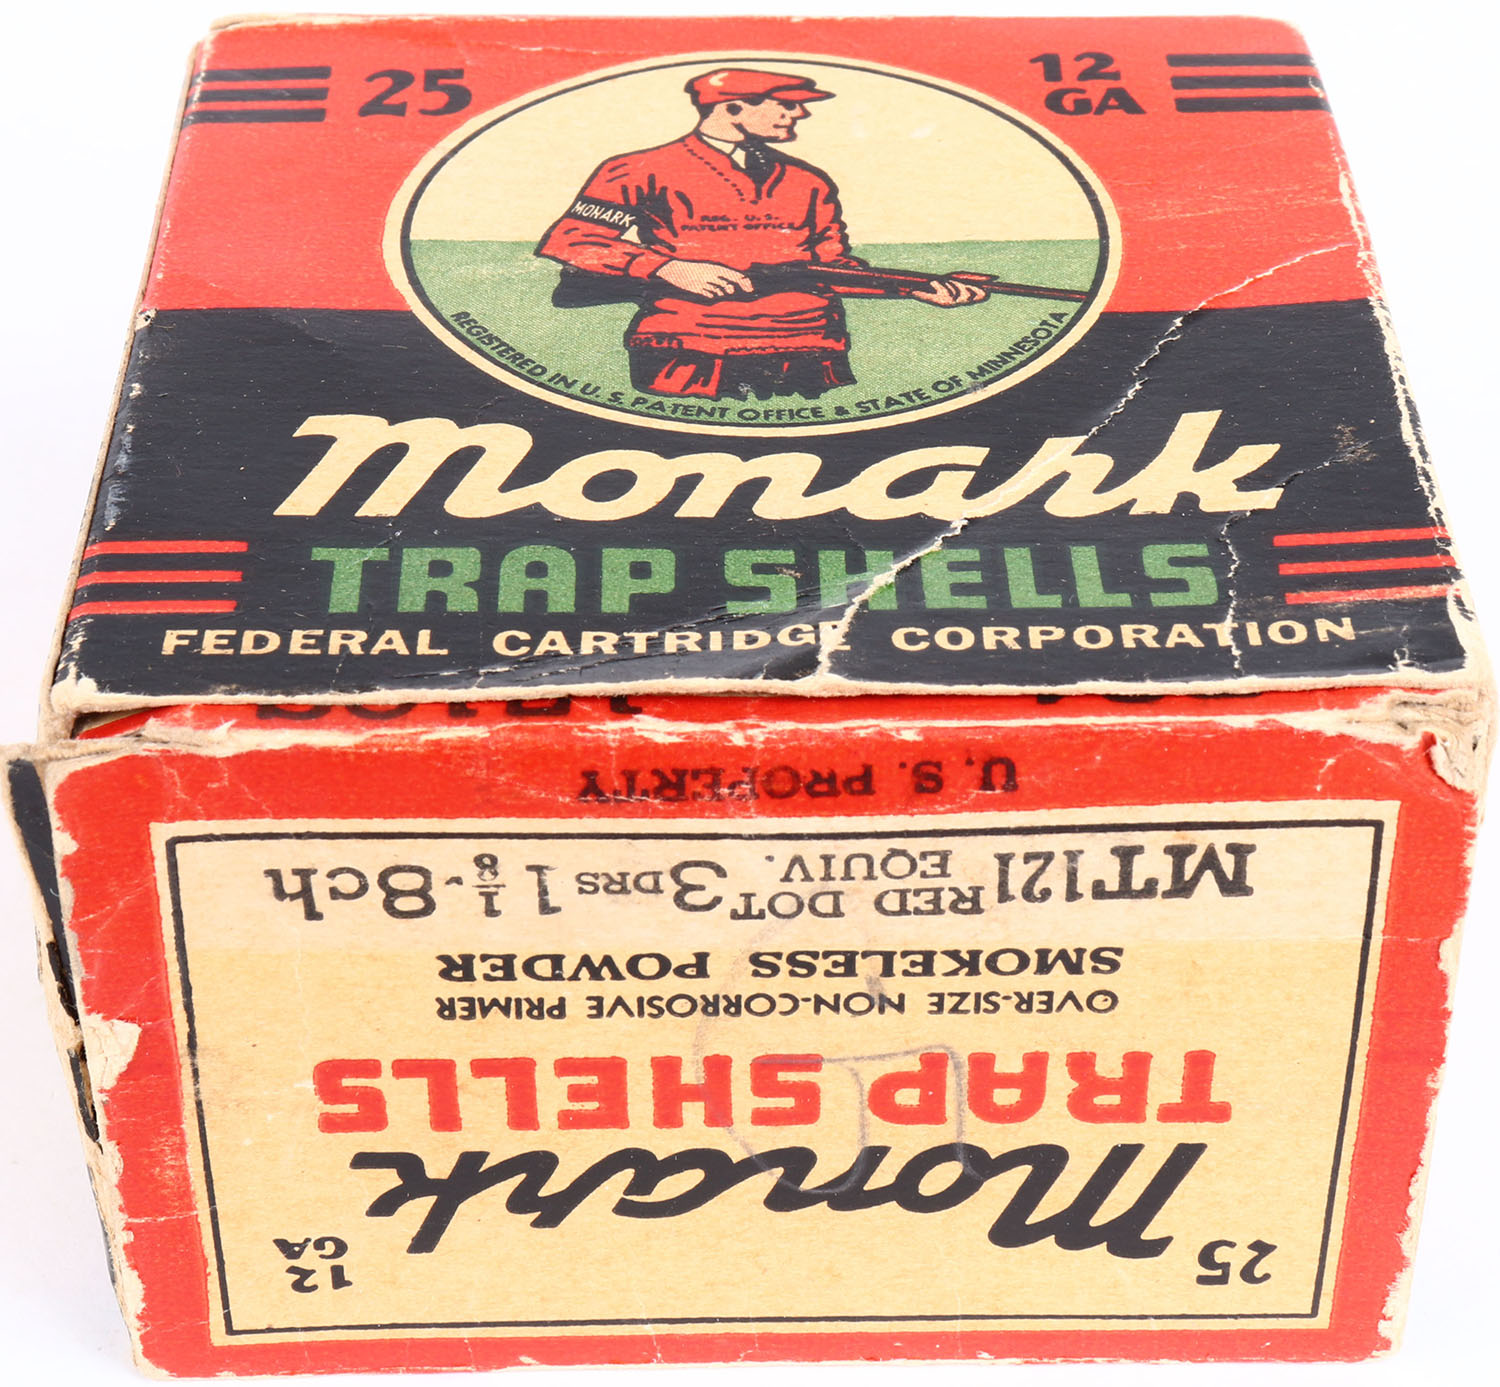 25
12
GA
MONARK
REG. U. S.
PATENT OFFICE
REGISTERED IN U. S. PATENT OFFICE & STATE OF MINNESOTA
Monark
TRAP SHELLS
FEDERAL CARTRIDGE CORPORATION
25
12
GA
Monark
TRAP SHELLS
OVER-SIZE NON-CORROSIVE PRIMER
SMOKELESS POWDER
MT121 RED DOT EQUIV. 3 DRS 1 1/8 - 8ch
U. S. PROPERTY